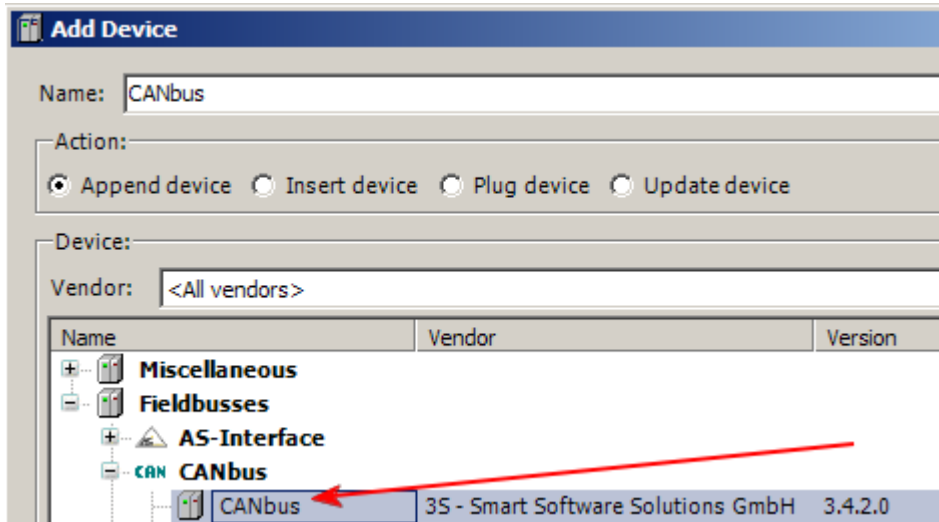 Add Device
Name: CANbus
Action:
Append device Insert device Plug device Update device
Device:
Vendor: <All vendors>
Name Vendor Version
Miscellaneous
Fieldbusses
AS-Interface
CAN CANbus
CANbus 3S - Smart Software Solutions GmbH 3.4.2.0